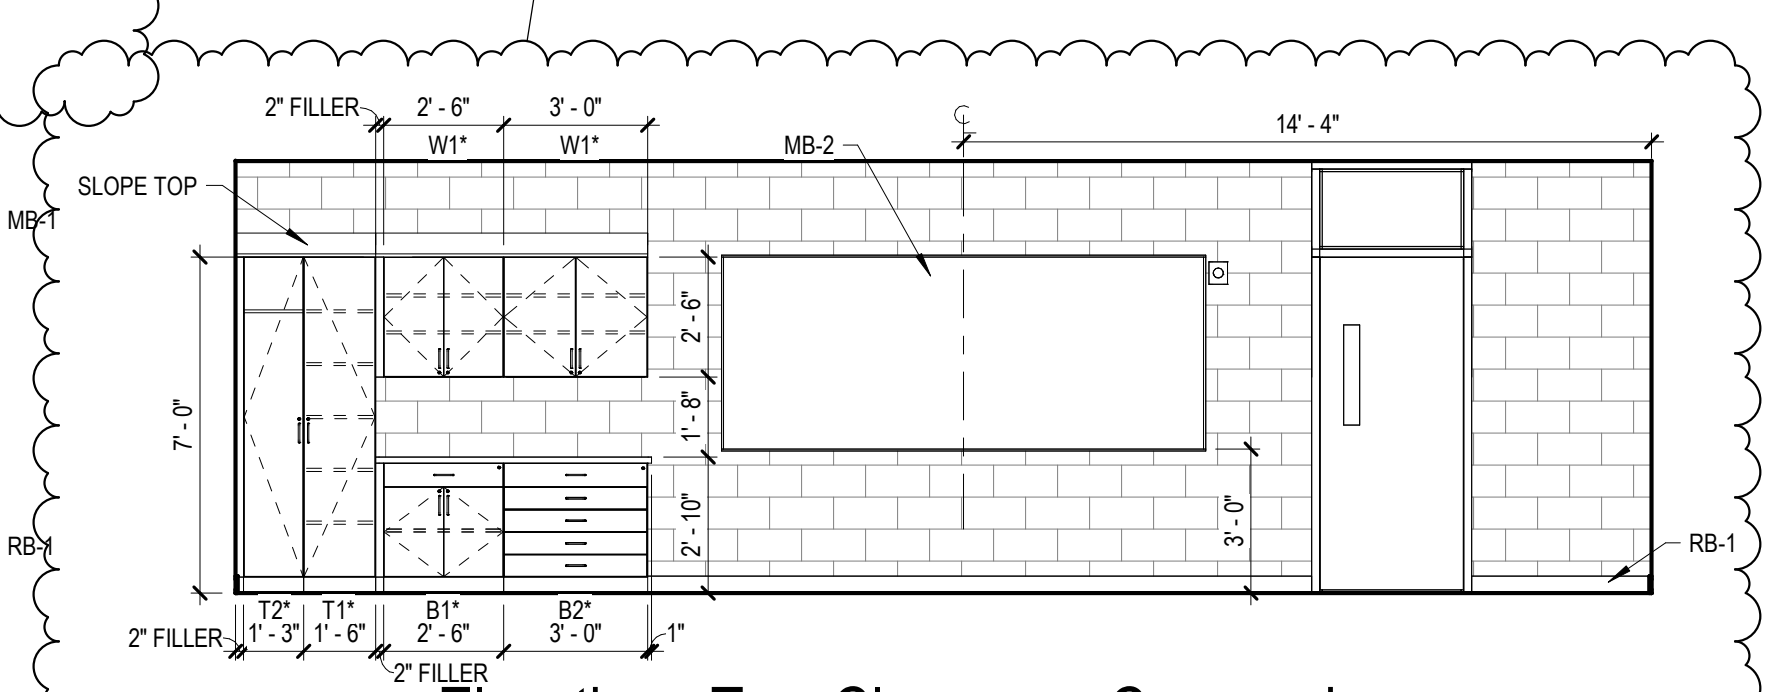 2" FILLER
2' - 6"
3' - 0"
14' - 4"
W1*
W1*
MB-2
SLOPE TOP
MB-1
2' - 6"
1' - 8"
7' - 0"
2' - 10"
3' - 0"
RB-1
RB-1
T2*
T1*
B1*
B2*
2" FILLER
1' - 3"
1' - 6"
2' - 6"
3' - 0"
1"
2" FILLER